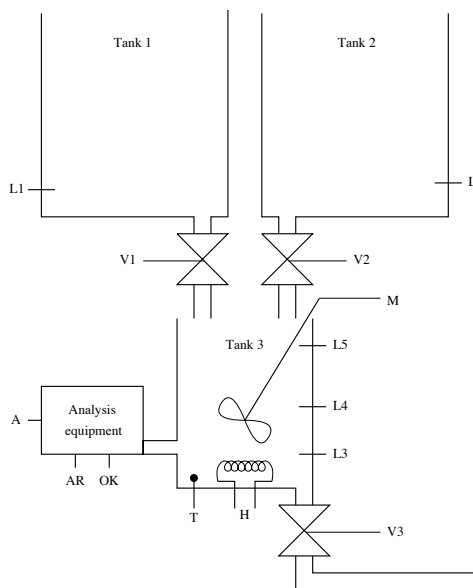 Tank 1
Tank 2
L1
L
V1
V2
M
Tank 3
L5
A
Analysis
equipment
L4
L3
AR
OK
T
H
V3